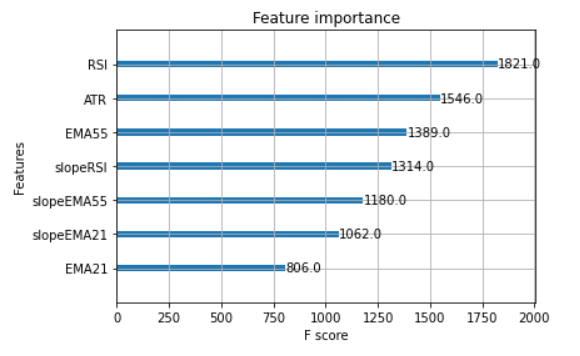 Feature importance
Features
RSI 1821.0
ATR 1546.0
EMA55 1389.0
slopeRSI 1314.0
slopeEMA55 1180.0
slopeEMA21 1062.0
EMA21 806.0
0 250 500 750 1000 1250 1500 1750 2000
F score